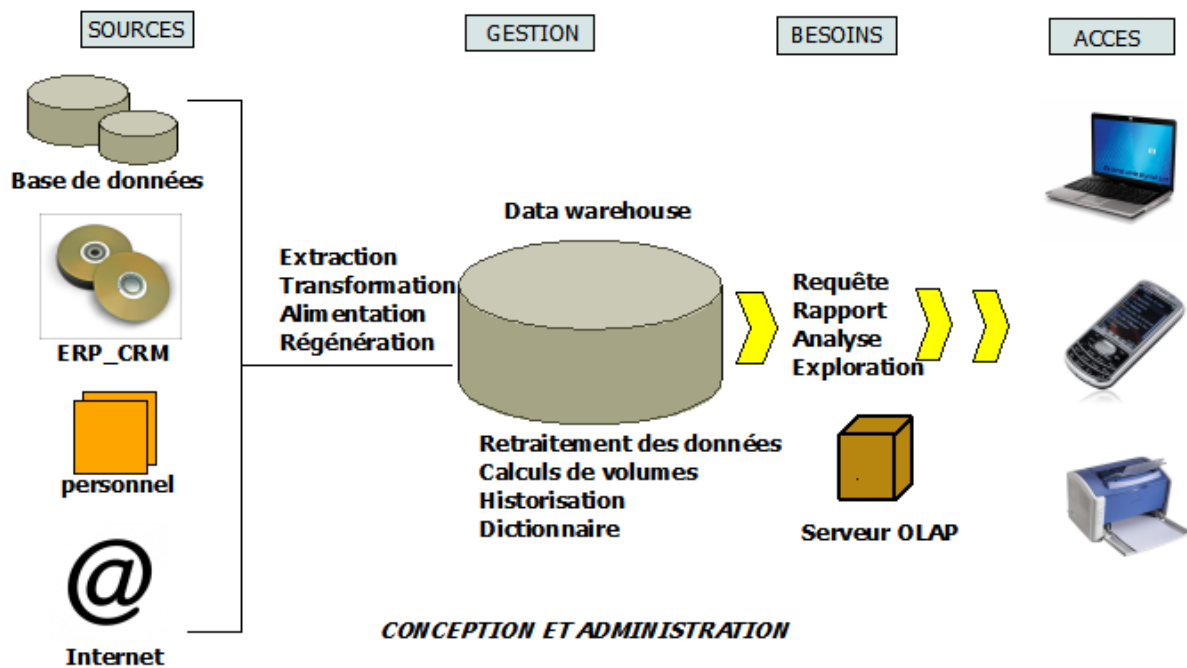 SOURCES
GESTION
BESOINS
ACCES
Base de données
ERP_CRM
personnel
@
Internet
Extraction
Transformation
Alimentation
Régénération
Data warehouse
Retraitement des données
Calculs de volumes
Historisation
Dictionnaire
Requête
Rapport
Analyse
Exploration
Serveur OLAP
CONCEPTION ET ADMINISTRATION